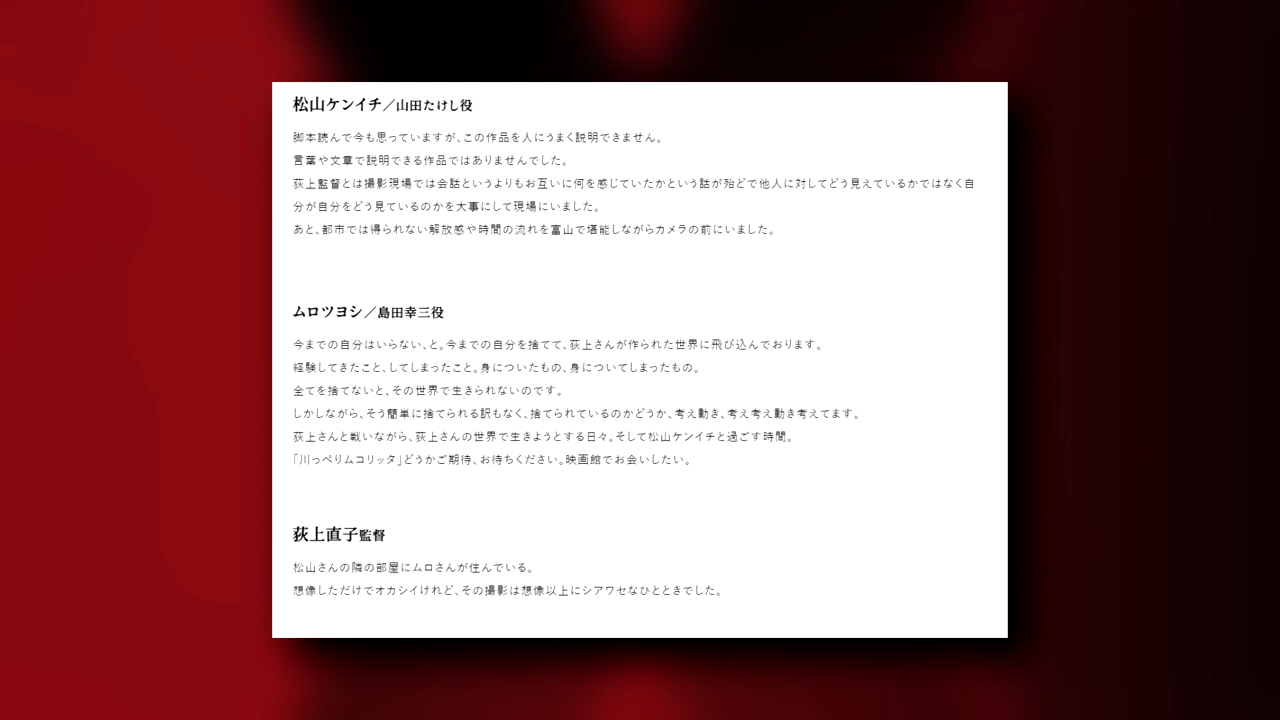 松山ケンイチ／山田たけし役
脚本読んで今も思っていますが、この作品を人にうまく説明できません。
言葉や文章で説明できる作品ではありませんでした。
荻上監督とは撮影現場では会話というよりもお互いに何を感じていたかという話が殆どで他人に対してどう見えているかではなく自
分が自分をどう見ているのかを大事にして現場にいました。
あと、都市では得られない解放感や時間の流れを富山で堪能しながらカメラの前にいました。
ムロツヨシ／島田幸三役
今までの自分はいらない、と。今までの自分を捨てて、荻上さんが作られた世界に飛び込んでおります。
経験してきたこと、してしまったこと。身についたもの、身についてしまったもの。
全てを捨てないと、その世界で生きられないのです。
しかしながら、そう簡単に捨てられる訳もなく、捨てられているのかどうか、考え動き、考え考え動き考えてます。
荻上さんと戦いながら、荻上さんの世界で生きようとする日々。そして松山ケンイチと過ごす時間。
「川っぺりムコリッタ」どうかご期待、お待ちください。映画館でお会いしたい。
荻上直子監督
松山さんの隣の部屋にムロさんが住んでいる。
想像しただけでオカシイけれど、その撮影は想像以上にシアワセなひとときでした。